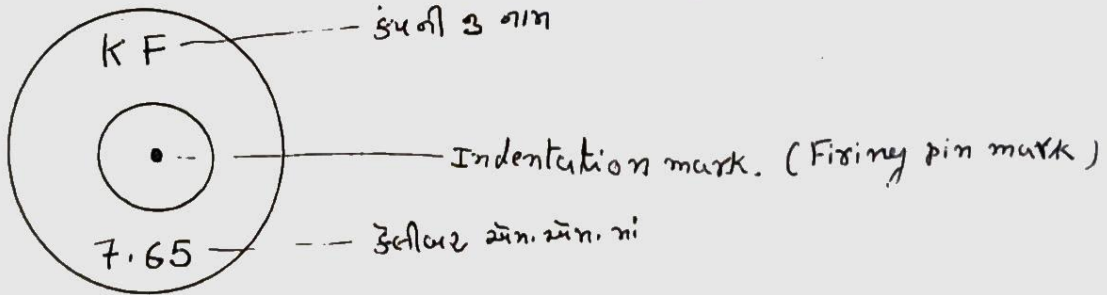 KF કંપની નુ નામ
Indentation mark. (Firing pin mark)
7.65 કેલીબર એમ.એમ. માં